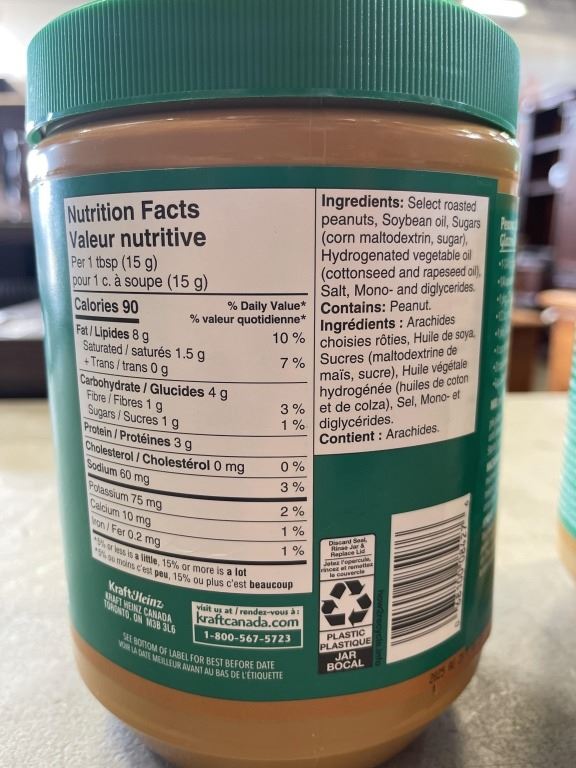 Nutrition Facts
Valeur nutritive
Per 1 tbsp (15 g)
pour 1 c. à soupe (15 g)
Calories 90
% Daily Value*
% valeur quotidienne*
Fat / Lipides 8 g 10 %
Saturated / saturés 1.5 g
+ Trans / trans 0 g 7 %
Carbohydrate / Glucides 4 g
Fibre / Fibres 1 g 3 %
Sugars / Sucres 1 g 1 %
Protein / Protéines 3 g
Cholesterol / Cholestérol 0 mg 0 %
Sodium 60 mg 3 %
Potassium 75 mg 2 %
Calcium 10 mg 1 %
Iron / Fer 0.2 mg 1 %
*5% or less is a little, 15% or more is a lot
*5% ou moins c'est peu, 15% ou plus c'est beaucoup
Ingredients: Select roasted
peanuts, Soybean oil, Sugars
(corn maltodextrin, sugar),
Hydrogenated vegetable oil
(cottonseed and rapeseed oil),
Salt, Mono- and diglycerides.
Contains: Peanut.
Ingrédients : Arachides
choisies rôties, Huile de soya,
Sucres (maltodextrine de
maïs, sucre), Huile végétale
hydrogénée (huiles de coton
et de colza), Sel, Mono- et
diglycérides.
Contient : Arachides.
KraftHeinz
KRAFT HEINZ CANADA
TORONTO, ON M3B 3L6
visit us at / rendez-vous à :
kraftcanada.com
1-800-567-5723
SEE BOTTOM OF LABEL FOR BEST BEFORE DATE
VOIR LA DATE MEILLEUR AVANT AU BAS DE L'ÉTIQUETTE
Discard Seal,
Rinse Jar &
Replace Lid
Jetez l'opercule,
rincez et remettez
le couvercle
PLASTIC
PLASTIQUE
JAR
BOCAL
how2recycle.info